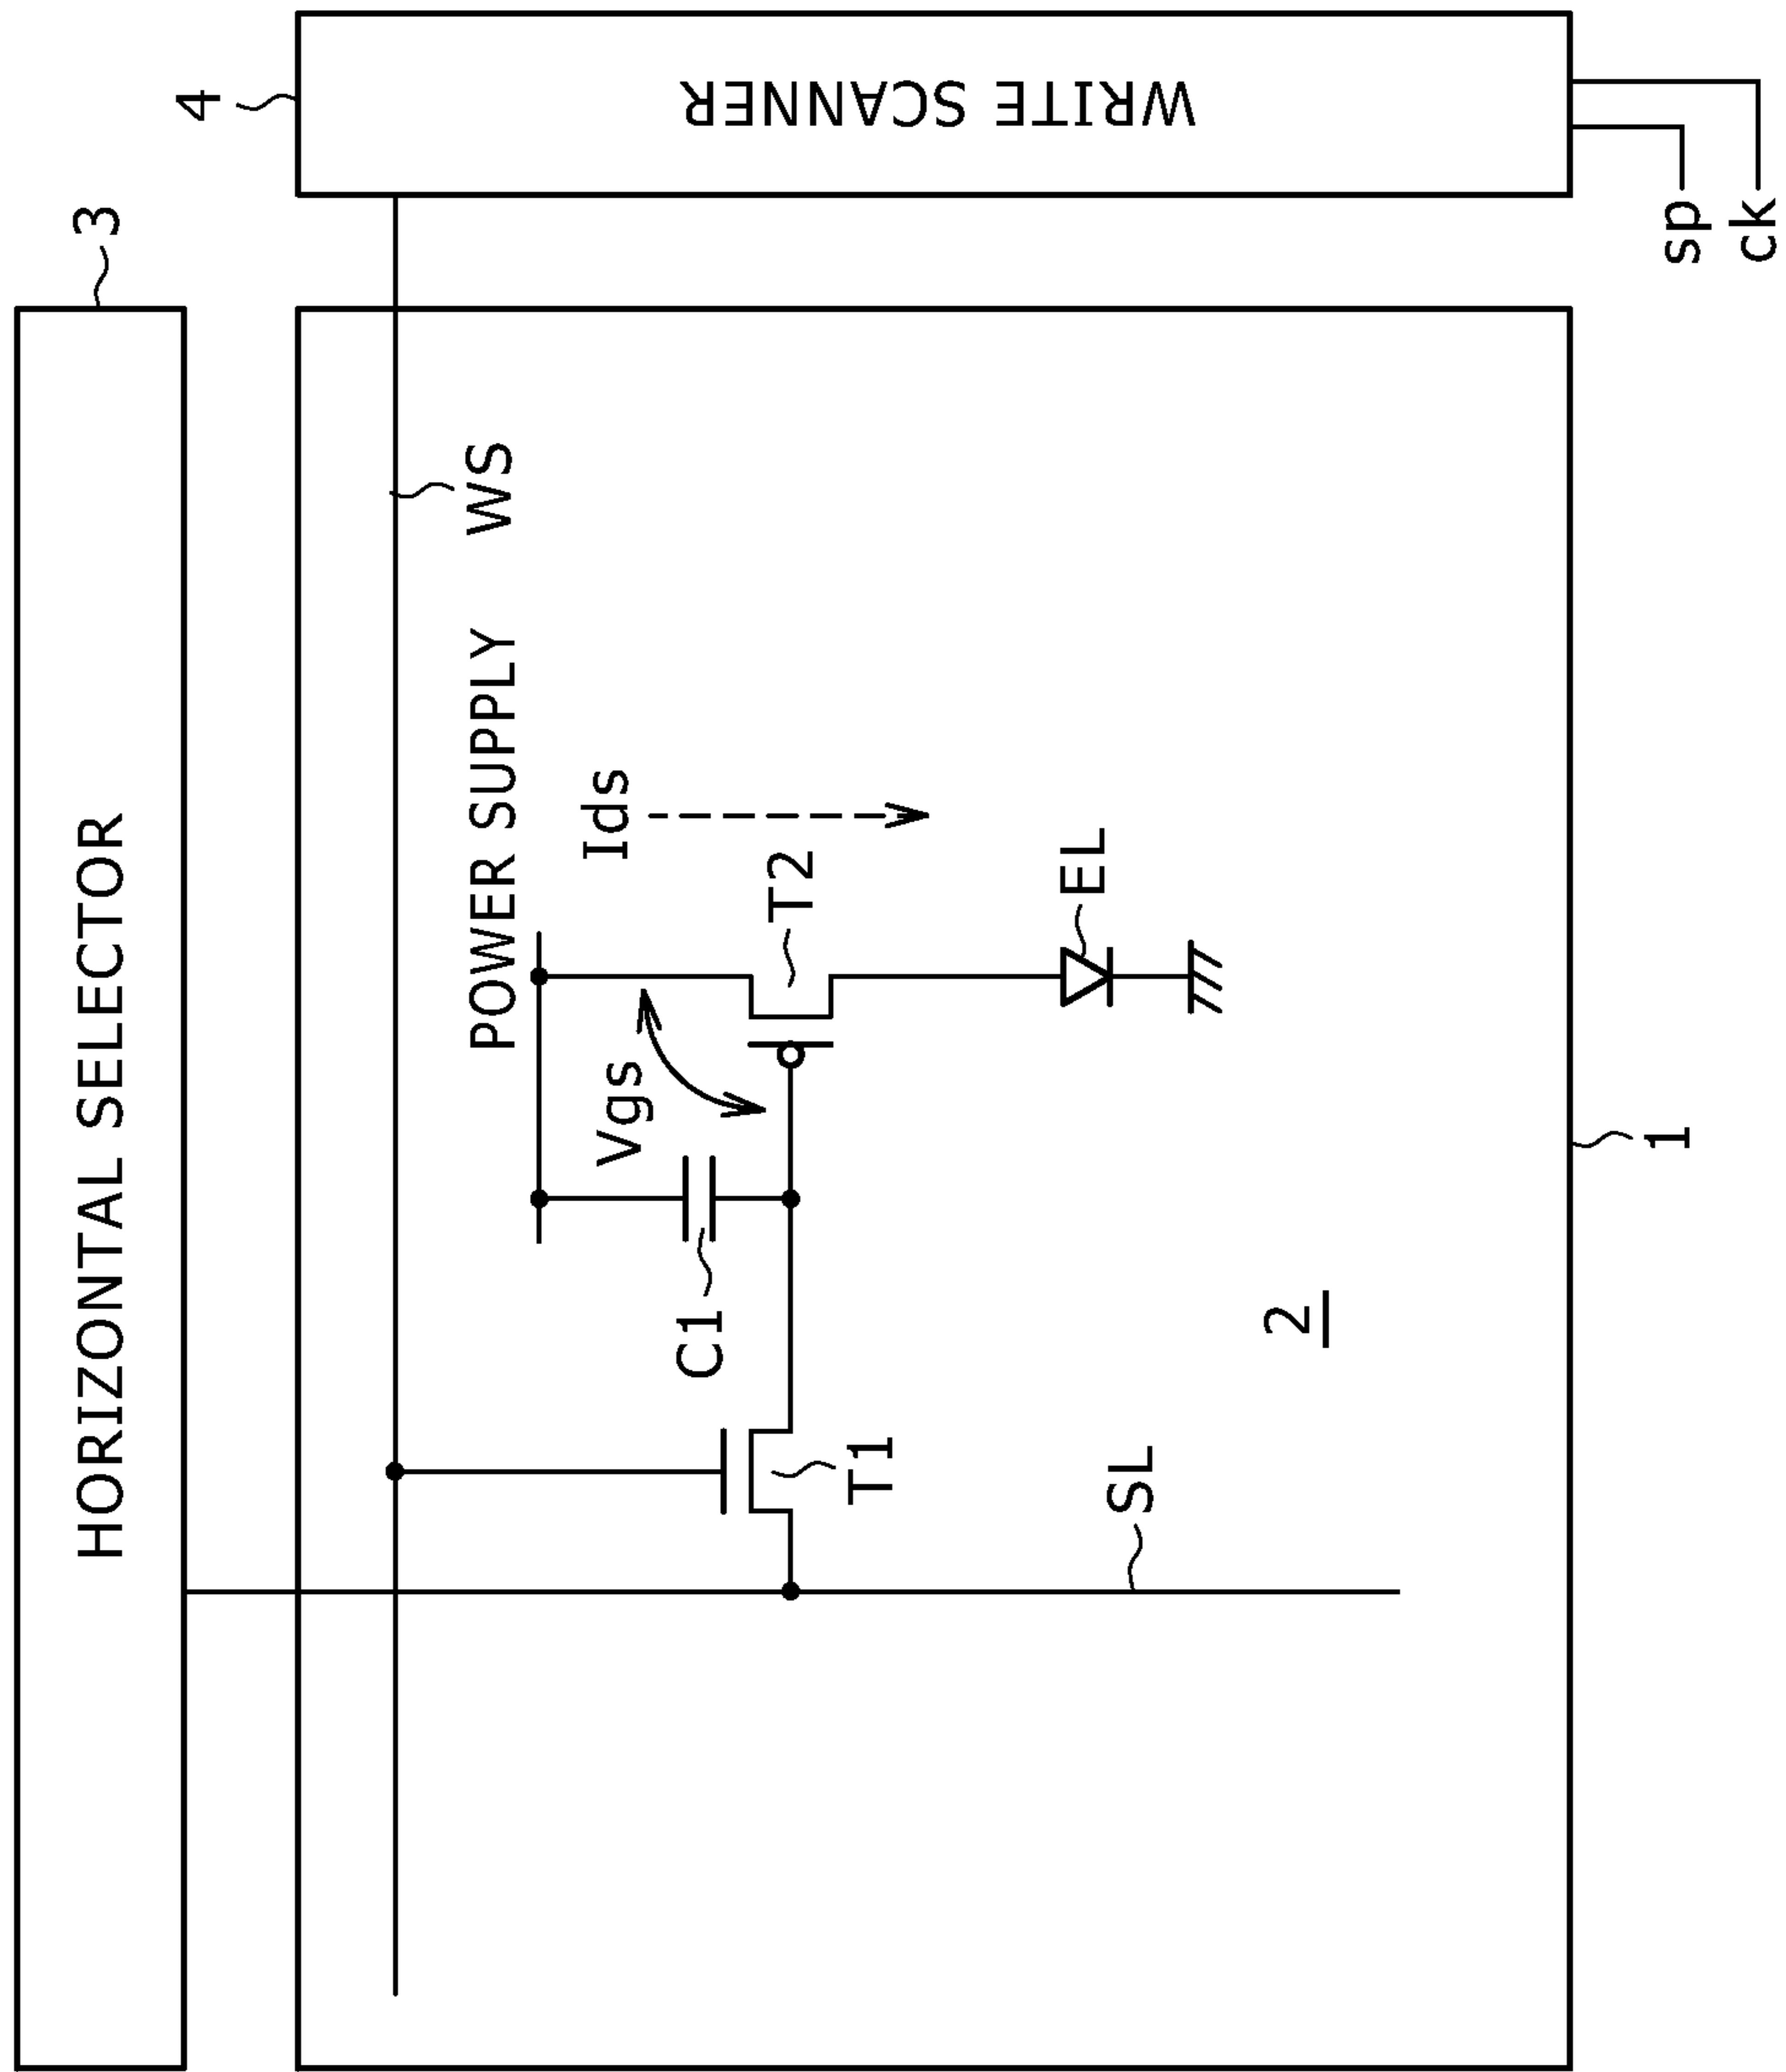 HORIZONTAL SELECTOR
3
4
WRITE SCANNER
WS
POWER SUPPLY
Ids
Vgs
C1
T2
T1
EL
SL
2
1
sp
ck